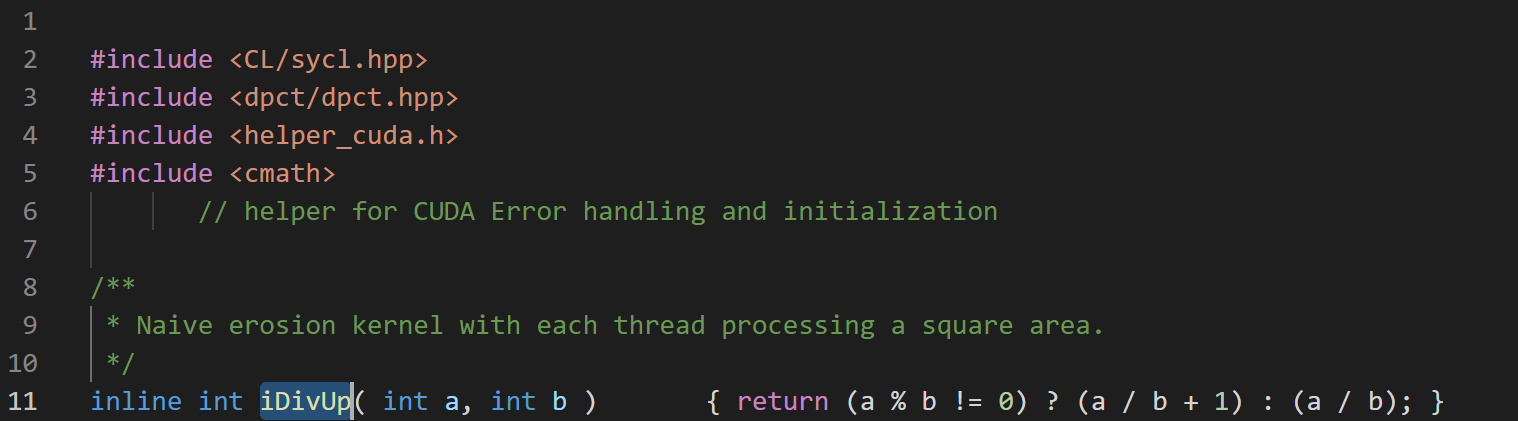 1
2 #include <CL/sycl.hpp>
3 #include <dpct/dpct.hpp>
4 #include <helper_cuda.h>
5 #include <cmath>
6 // helper for CUDA Error handling and initialization
7
8 /**
9 * Naive erosion kernel with each thread processing a square area.
10 */
11 inline int iDivUp( int a, int b ) { return (a % b != 0) ? (a / b + 1) : (a / b); }